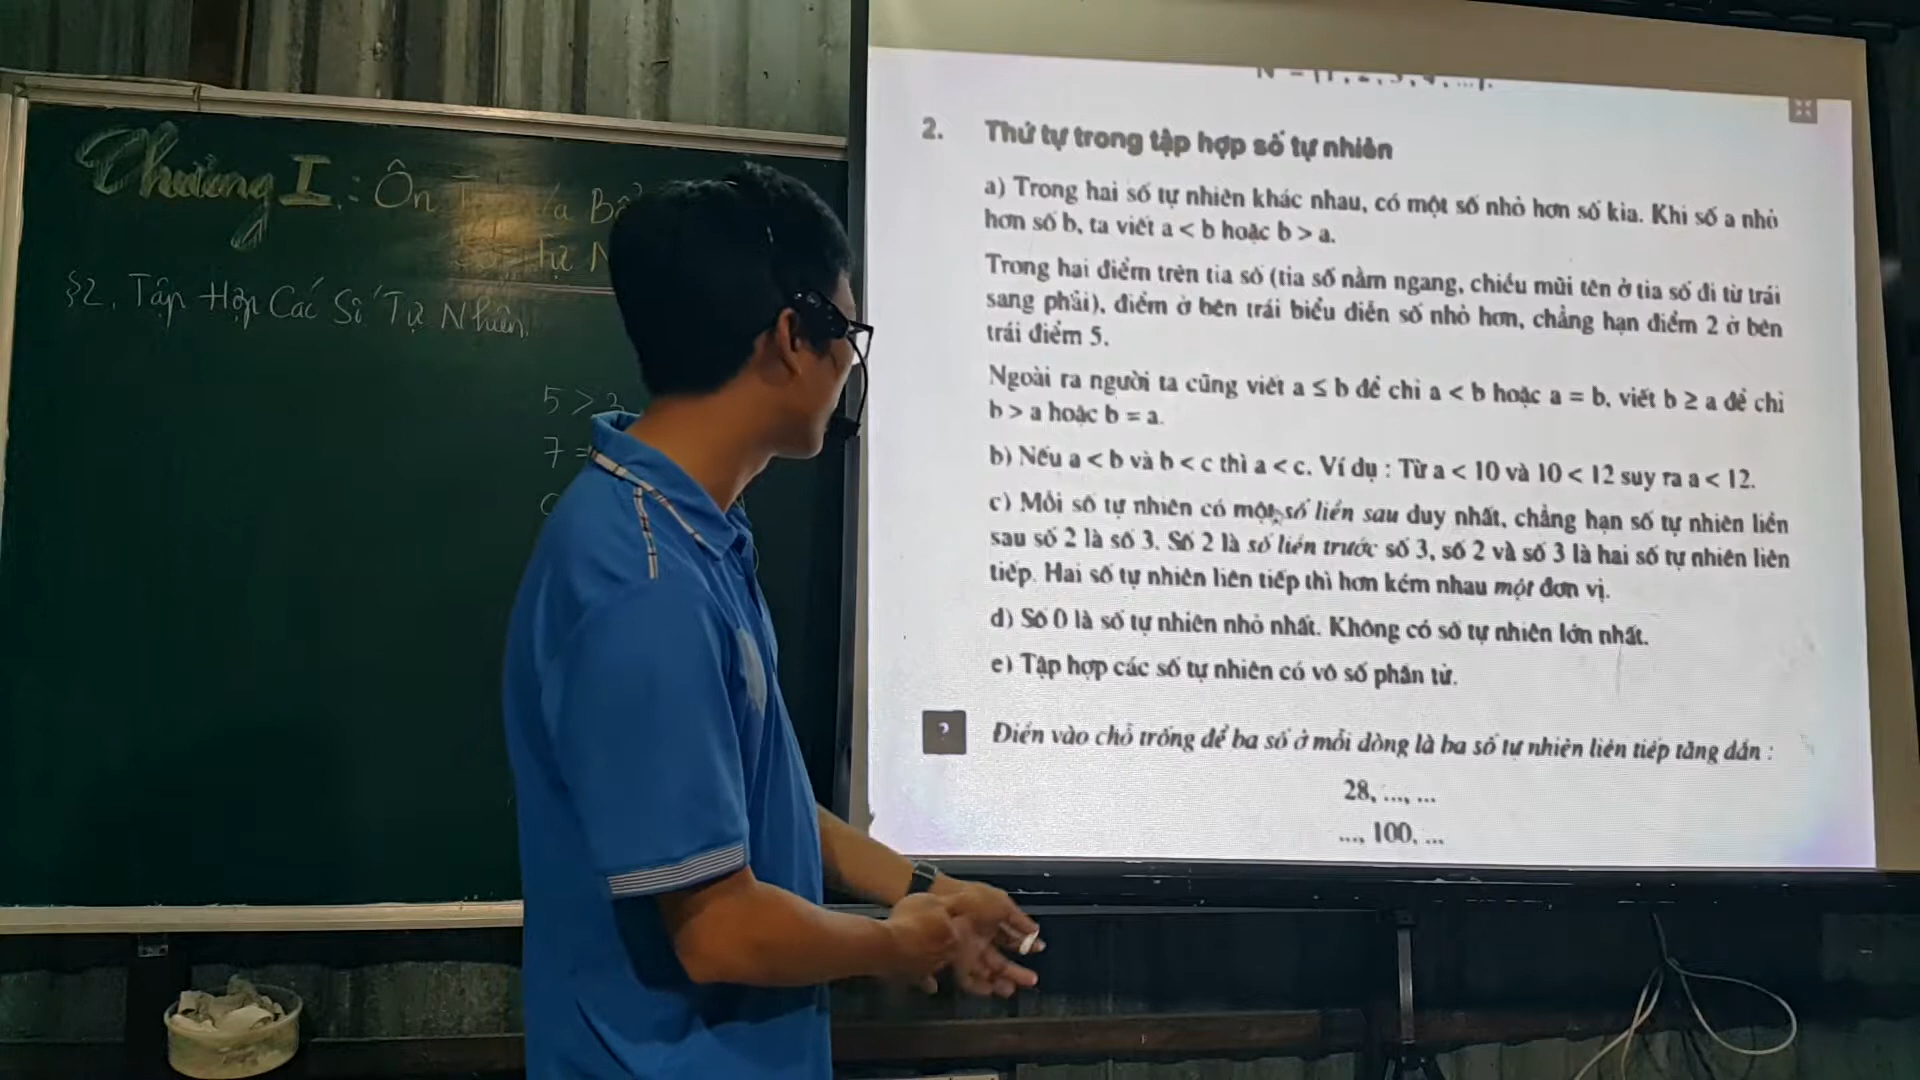 Chương I.: Ôn
§2. Tập Hợp Các Số Tự Nhiên.
5 > 3
7 =
2. Thứ tự trong tập hợp số tự nhiên
a) Trong hai số tự nhiên khác nhau, có một số nhỏ hơn số kia. Khi số a nhỏ
hơn số b, ta viết a < b hoặc b > a.
Trong hai điểm trên tia số (tia số nằm ngang, chiều mũi tên ở tia số đi từ trái
sang phải), điểm ở bên trái biểu diễn số nhỏ hơn, chẳng hạn điểm 2 ở bên
trái điểm 5.
Ngoài ra người ta cũng viết a ≤ b để chỉ a < b hoặc a = b, viết b ≥ a để chỉ
b > a hoặc b = a.
b) Nếu a < b và b < c thì a < c. Ví dụ : Từ a < 10 và 10 < 12 suy ra a < 12.
c) Mỗi số tự nhiên có một số liền sau duy nhất, chẳng hạn số tự nhiên liền
sau số 2 là số 3. Số 2 là số liền trước số 3, số 2 và số 3 là hai số tự nhiên liên
tiếp. Hai số tự nhiên liên tiếp thì hơn kém nhau một đơn vị.
d) Số 0 là số tự nhiên nhỏ nhất. Không có số tự nhiên lớn nhất.
e) Tập hợp các số tự nhiên có vô số phần tử.
? Điền vào chỗ trống để ba số ở mỗi dòng là ba số tự nhiên liên tiếp tăng dần :
28, ..., ...
..., 100, ...